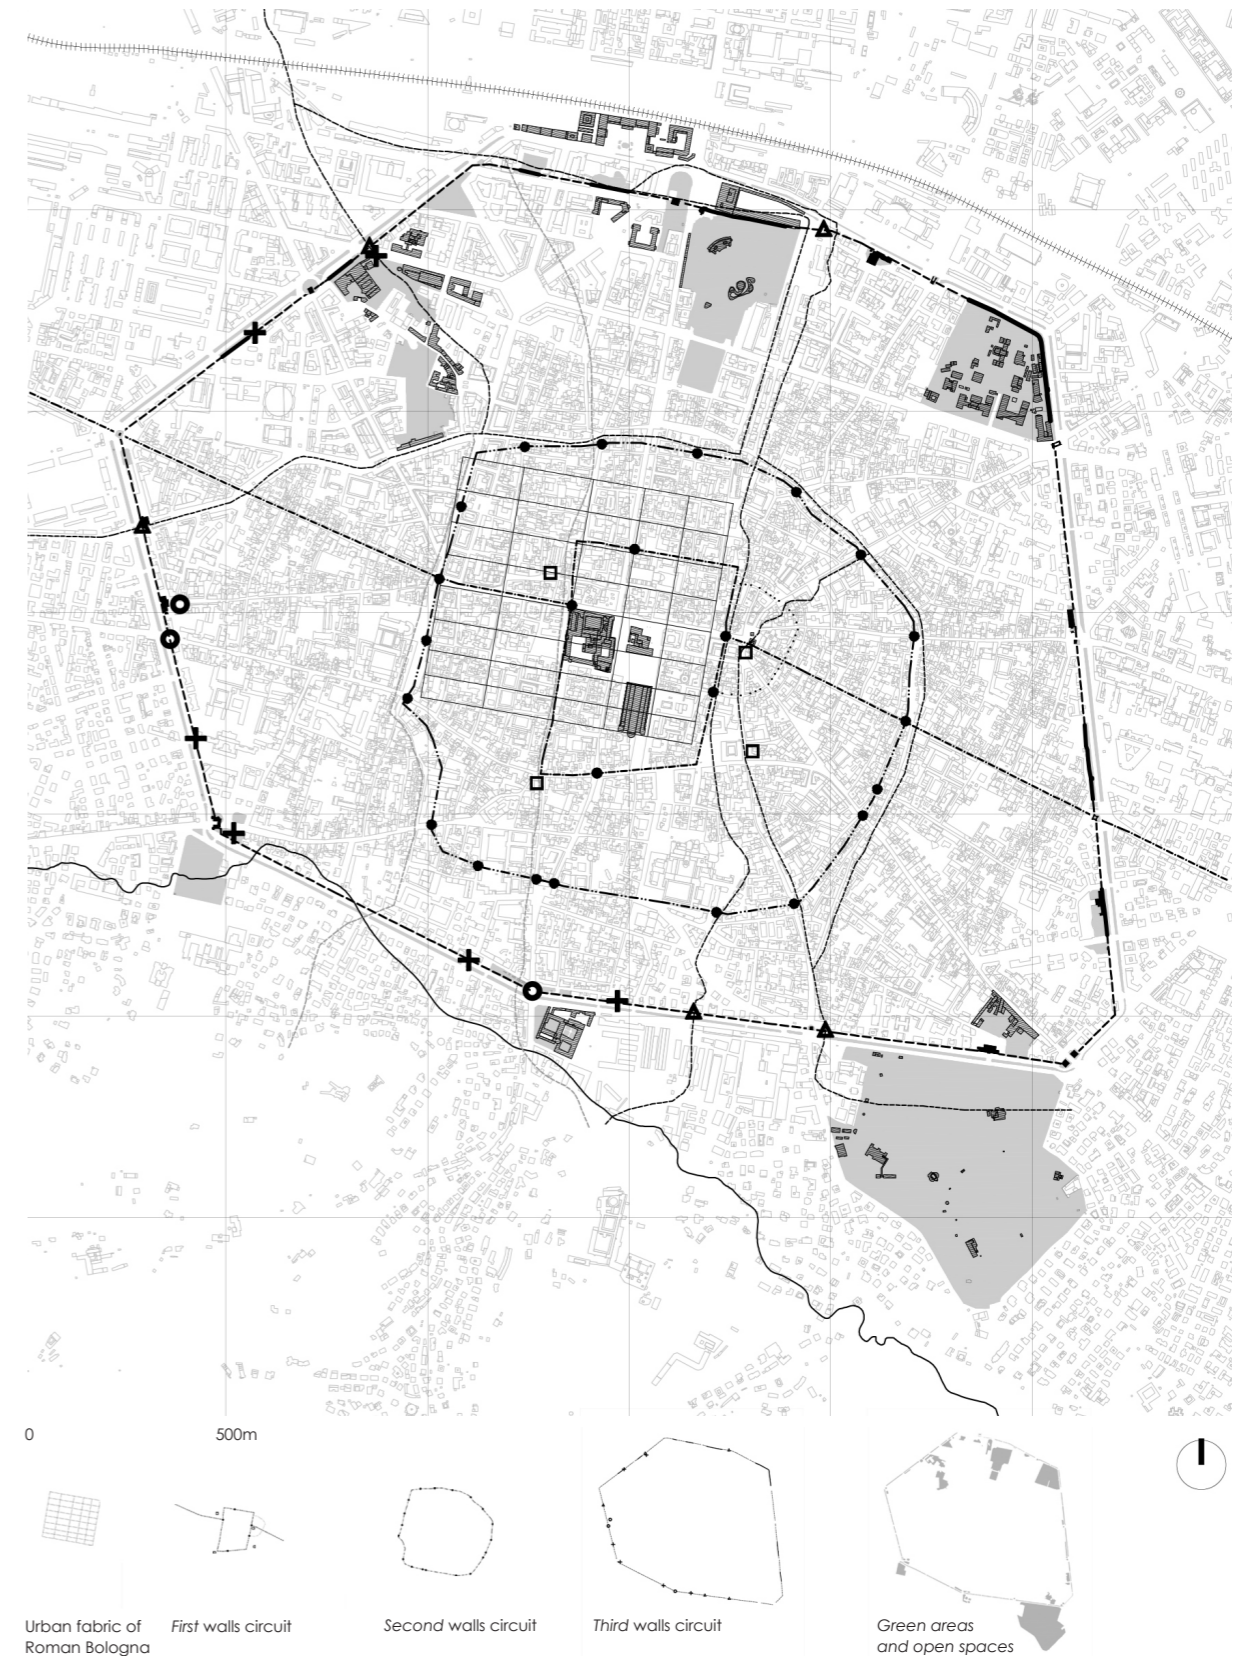 0 500m
Urban fabric of
Roman Bologna
First walls circuit
Second walls circuit
Third walls circuit
Green areas
and open spaces